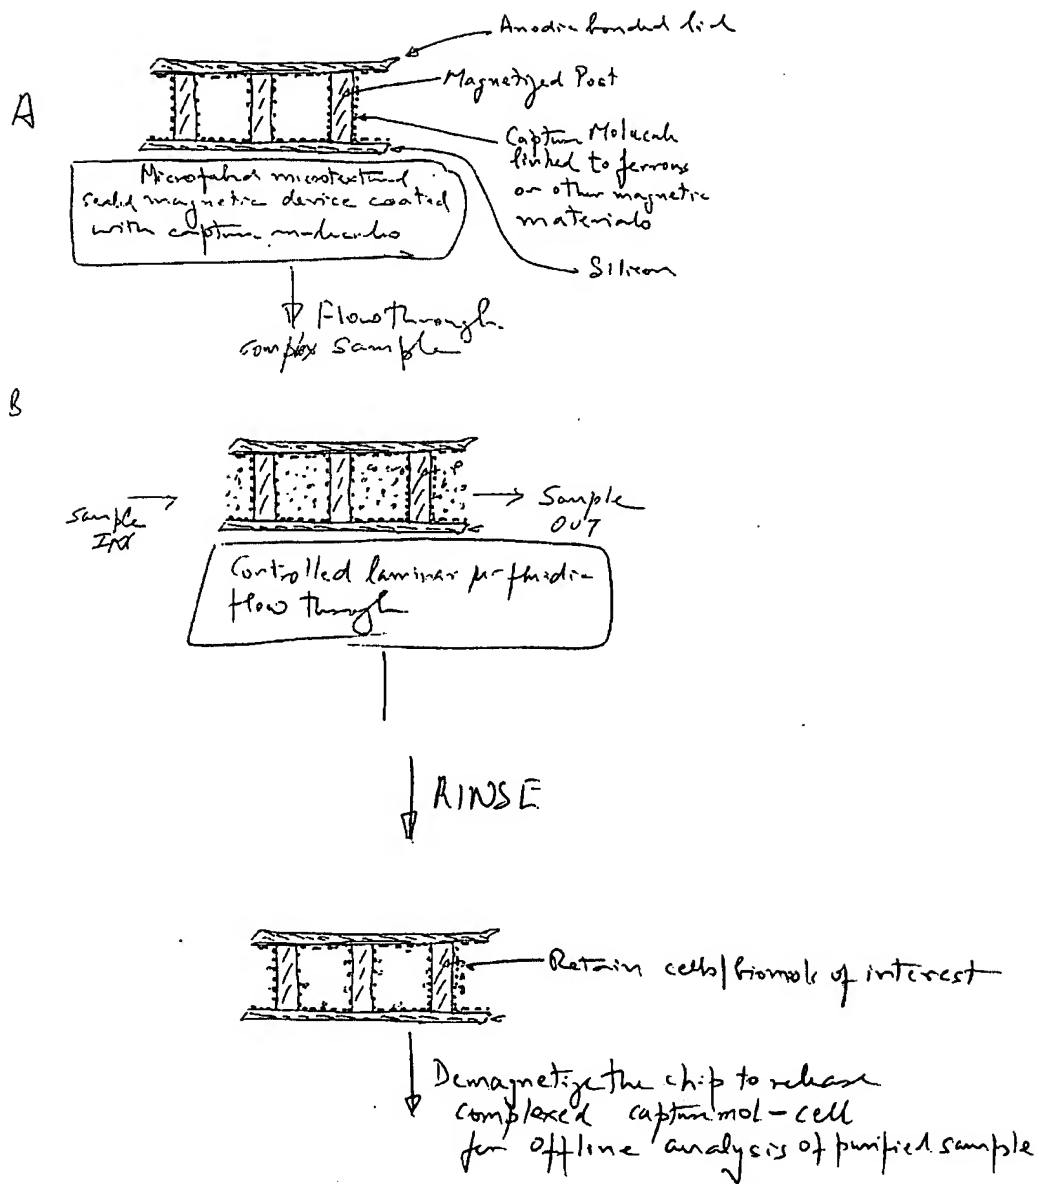 Anodic bonded lid
A
Magnetized Post
Capture Molecule
linked to ferrous
or other magnetic
materials
Microfabed microtextured
sealed magnetic device coated
with capture molecules
Silicon
Flow through
complex sample
B
Sample
IN
Sample
OUT
Controlled laminar μ-fluidic
flow through
RINSE
Retain cells/biomols of interest
Demagnetize the chip to release
complexed capture mol-cell
for offline analysis of purified sample